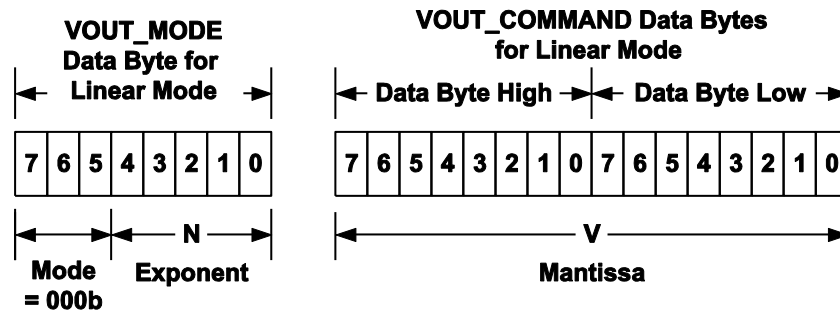 VOUT_MODE
Data Byte for
Linear Mode
VOUT_COMMAND Data Bytes
for Linear Mode
Data Byte High
Data Byte Low
7 6 5 4 3 2 1 0
7 6 5 4 3 2 1 0 7 6 5 4 3 2 1 0
N
V
Mode
= 000b
Exponent
Mantissa